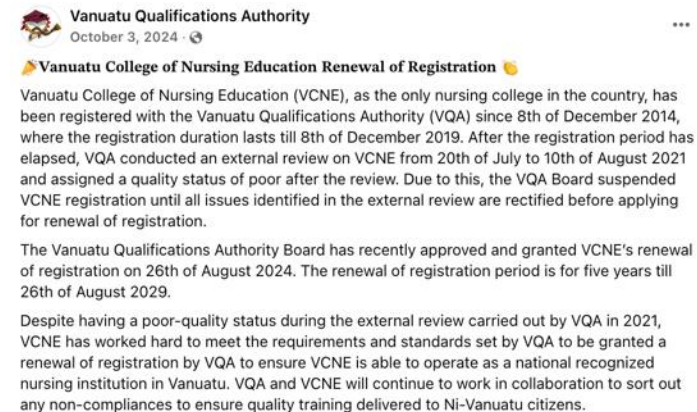 Vanuatu Qualifications Authority
October 3, 2024 ·
Vanuatu College of Nursing Education Renewal of Registration
Vanuatu College of Nursing Education (VCNE), as the only nursing college in the country, has
been registered with the Vanuatu Qualifications Authority (VQA) since 8th of December 2014,
where the registration duration lasts till 8th of December 2019. After the registration period has
elapsed, VQA conducted an external review on VCNE from 20th of July to 10th of August 2021
and assigned a quality status of poor after the review. Due to this, the VQA Board suspended
VCNE registration until all issues identified in the external review are rectified before applying
for renewal of registration.
The Vanuatu Qualifications Authority Board has recently approved and granted VCNE's renewal
of registration on 26th of August 2024. The renewal of registration period is for five years till
26th of August 2029.
Despite having a poor-quality status during the external review carried out by VQA in 2021,
VCNE has worked hard to meet the requirements and standards set by VQA to be granted a
renewal of registration by VQA to ensure VCNE is able to operate as a national recognized
nursing institution in Vanuatu. VQA and VCNE will continue to work in collaboration to sort out
any non-compliances to ensure quality training delivered to Ni-Vanuatu citizens.